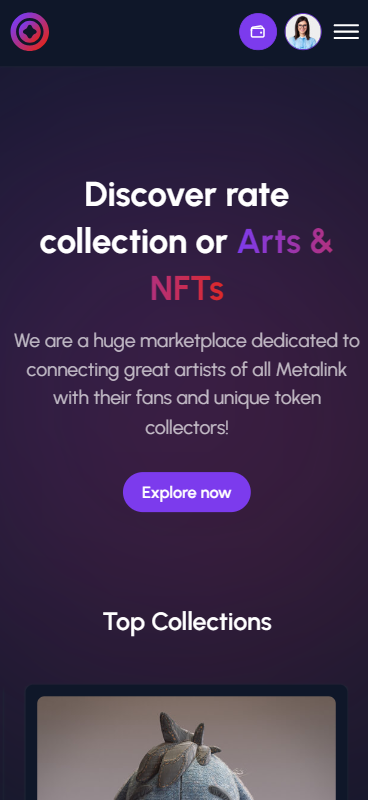 Discover rate
collection or Arts &
NFTs
We are a huge marketplace dedicated to
connecting great artists of all Metalink
with their fans and unique token
collectors!
Explore now
Top Collections